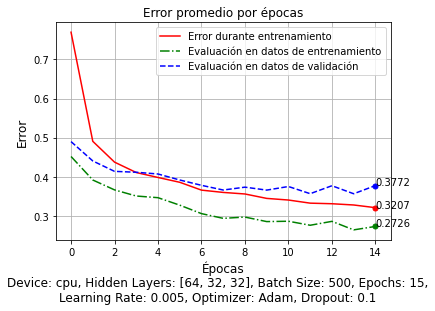 Error promedio por épocas
Error durante entrenamiento
Evaluación en datos de entrenamiento
Evaluación en datos de validación
Error
0.7
0.6
0.5
0.4
0.3
0.3772
0.3207
0.2726
0 2 4 6 8 10 12 14
Épocas
Device: cpu, Hidden Layers: [64, 32, 32], Batch Size: 500, Epochs: 15,
Learning Rate: 0.005, Optimizer: Adam, Dropout: 0.1